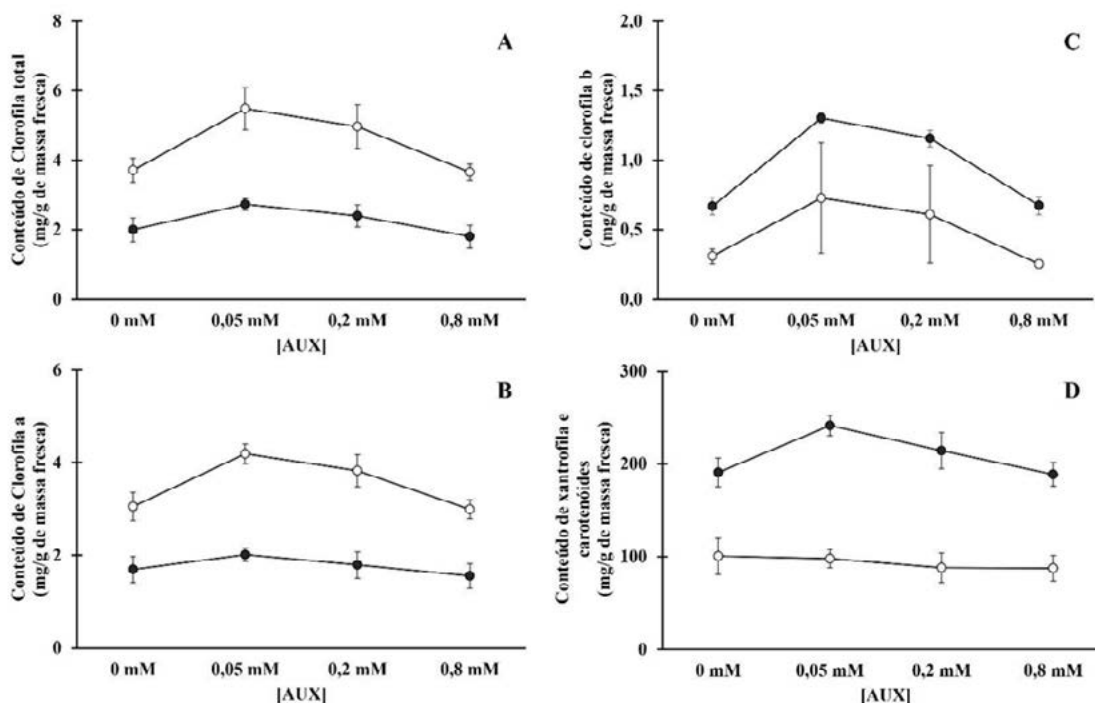 A
Conteúdo de Clorofila total
(mg/g de massa fresca)
8
6
4
2
0
0 mM 0,05 mM 0,2 mM 0,8 mM
[AUX]
C
Conteúdo de clorofila b
(mg/g de massa fresca)
2,0
1,5
1,0
0,5
0,0
0 mM 0,05 mM 0,2 mM 0,8 mM
[AUX]
B
Conteúdo de Clorofila a
(mg/g de massa fresca)
6
4
2
0
0 mM 0,05 mM 0,2 mM 0,8 mM
[AUX]
D
Conteúdo de xantrofila e
carotenóides
(mg/g de massa fresca)
300
200
100
0
0 mM 0,05 mM 0,2 mM 0,8 mM
[AUX]